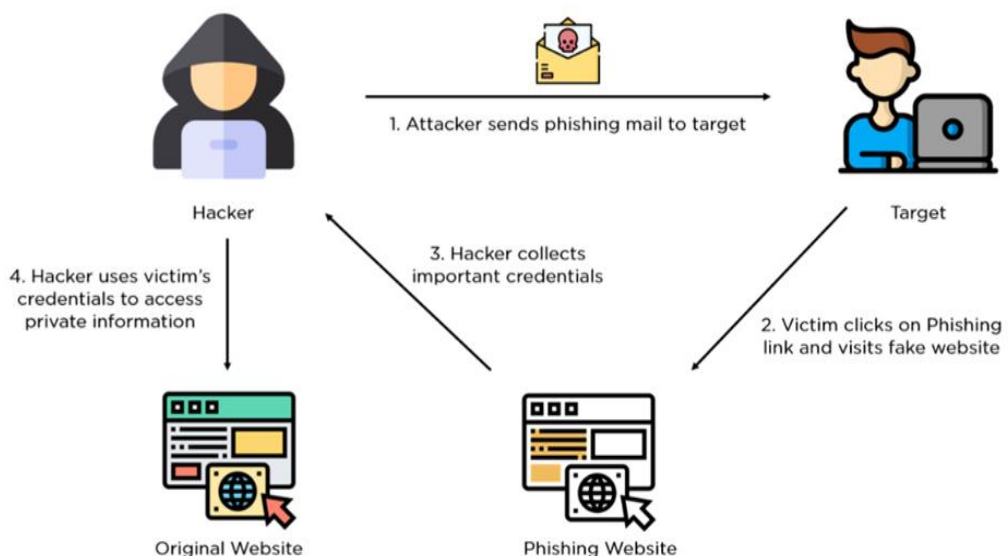 1. Attacker sends phishing mail to target
Hacker
Target
3. Hacker collects
important credentials
4. Hacker uses victim's
credentials to access
private information
2. Victim clicks on Phishing
link and visits fake website
Original Website
Phishing Website